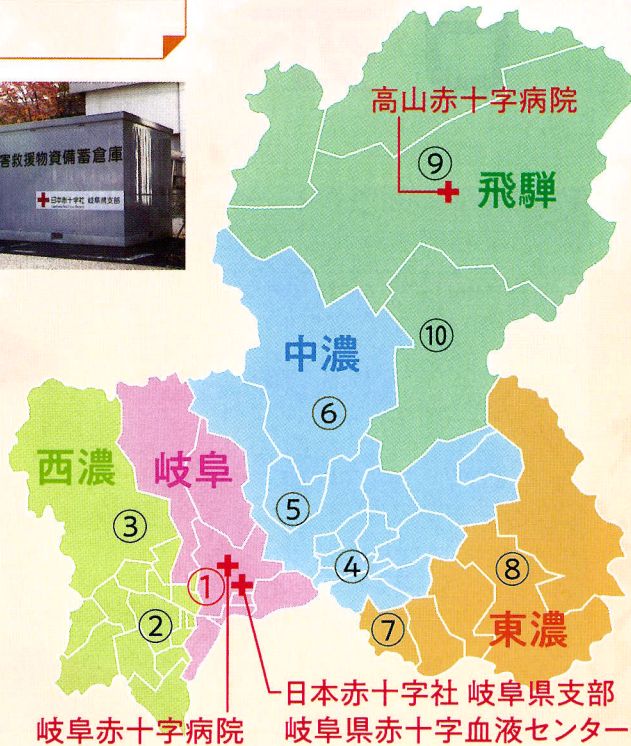 害救援物資備蓄倉庫
日本赤十字社 岐阜県支部
高山赤十字病院
⑨
飛騨
⑩
中濃
⑥
西濃
岐阜
③
⑤
①
④
⑧
②
⑦
東濃
日本赤十字社 岐阜県支部
岐阜赤十字病院
岐阜県赤十字血液センター